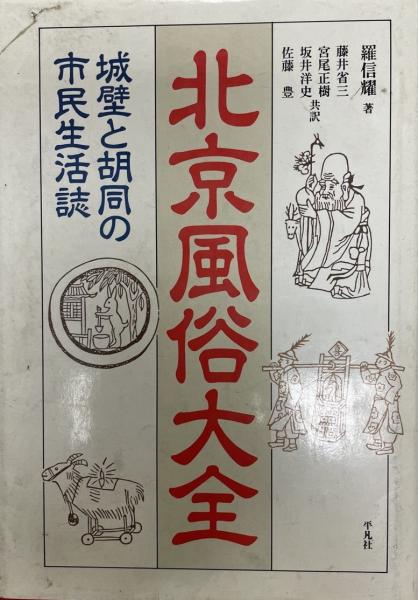 羅信耀 著
藤井省三
宮尾正樹
坂井洋史 共訳
佐藤 豊
北京風俗大全
城壁と胡同の
市民生活誌
平凡社